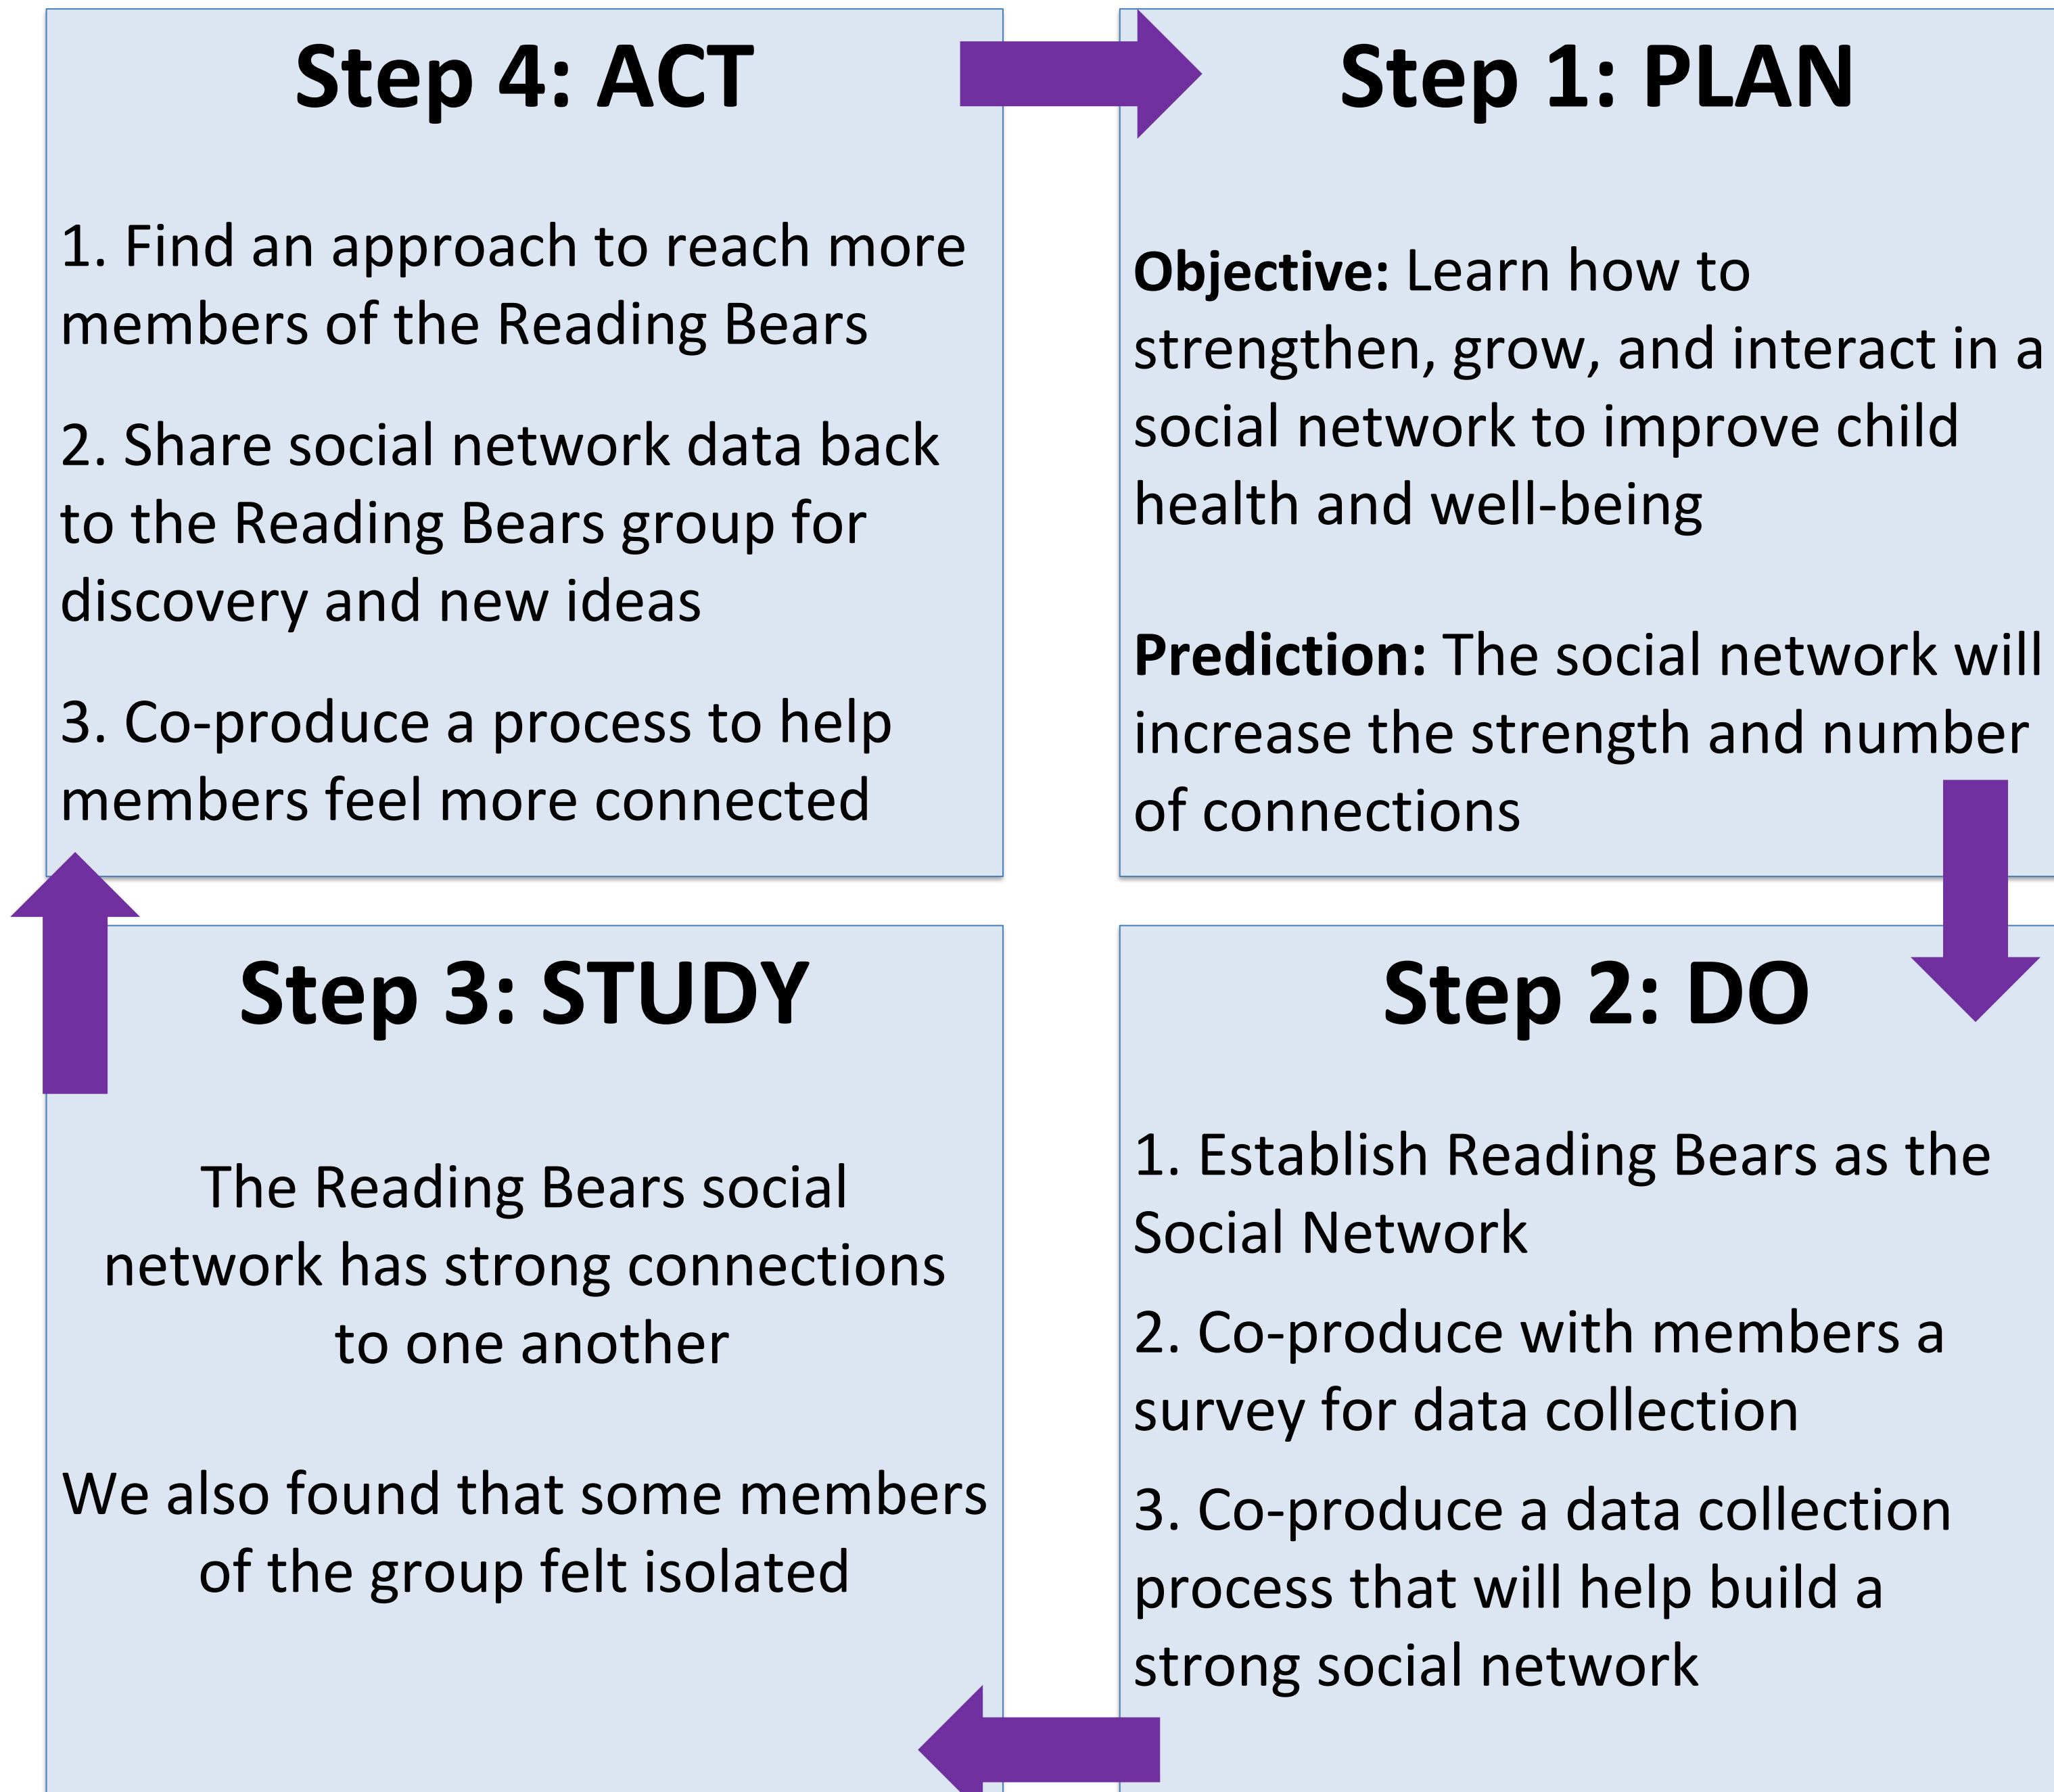 Step 4: ACT
1. Find an approach to reach more
members of the Reading Bears
2. Share social network data back
to the Reading Bears group for
discovery and new ideas
3. Co-produce a process to help
members feel more connected
Step 1: PLAN
Objective: Learn how to
strengthen, grow, and interact in a
social network to improve child
health and well-being
Prediction: The social network will
increase the strength and number
of connections
Step 3: STUDY
The Reading Bears social
network has strong connections
to one another
We also found that some members
of the group felt isolated
Step 2: DO
1. Establish Reading Bears as the
Social Network
2. Co-produce with members a
survey for data collection
3. Co-produce a data collection
process that will help build a
strong social network